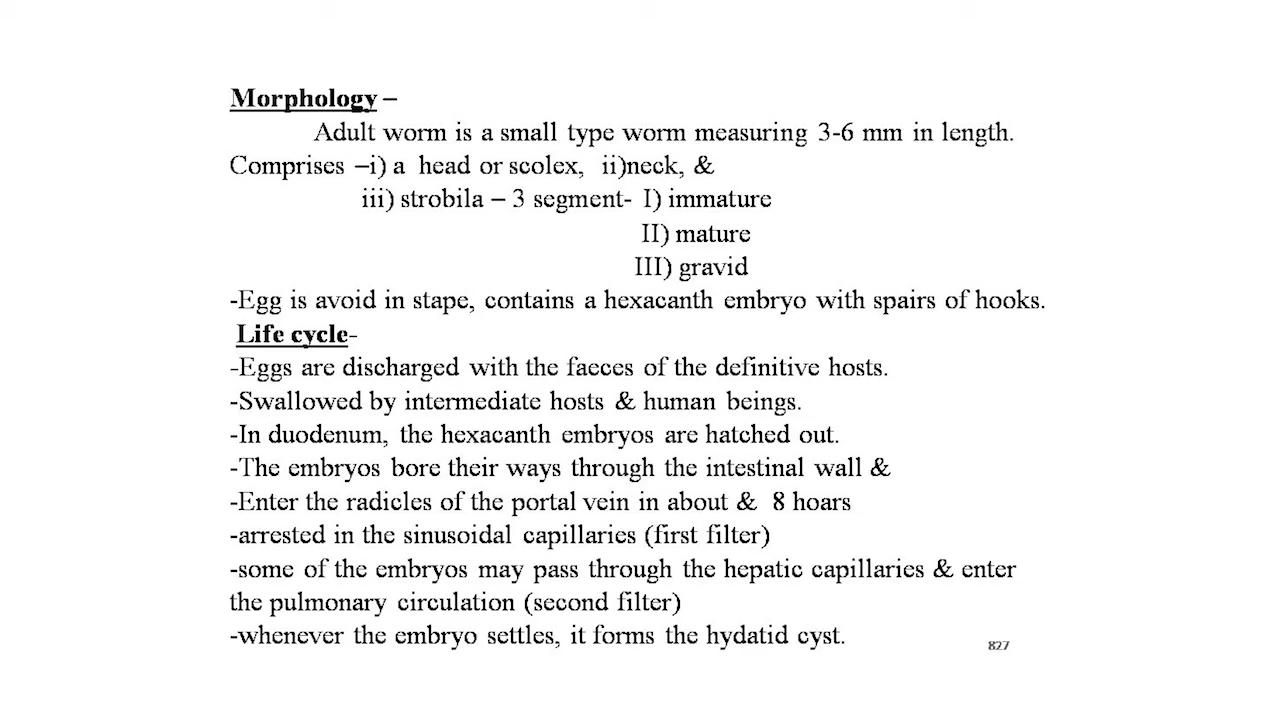 Morphology –
Adult worm is a small type worm measuring 3-6 mm in length.
Comprises –i) a head or scolex, ii)neck, &
iii) strobila – 3 segment- I) immature
II) mature
III) gravid
-Egg is avoid in stape, contains a hexacanth embryo with spairs of hooks.
Life cycle-
-Eggs are discharged with the faeces of the definitive hosts.
-Swallowed by intermediate hosts & human beings.
-In duodenum, the hexacanth embryos are hatched out.
-The embryos bore their ways through the intestinal wall &
-Enter the radicles of the portal vein in about & 8 hoars
-arrested in the sinusoidal capillaries (first filter)
-some of the embryos may pass through the hepatic capillaries & enter
the pulmonary circulation (second filter)
-whenever the embryo settles, it forms the hydatid cyst.
827